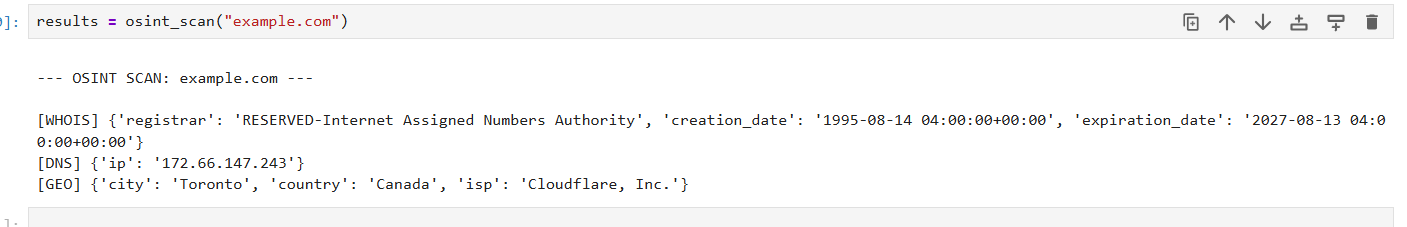 ]: results = osint_scan("example.com")
--- OSINT SCAN: example.com ---
[WHOIS] {'registrar': 'RESERVED-Internet Assigned Numbers Authority', 'creation_date': '1995-08-14 04:00:00+00:00', 'expiration_date': '2027-08-13 04:0
0:00+00:00'}
[DNS] {'ip': '172.66.147.243'}
[GEO] {'city': 'Toronto', 'country': 'Canada', 'isp': 'Cloudflare, Inc.'}
]: